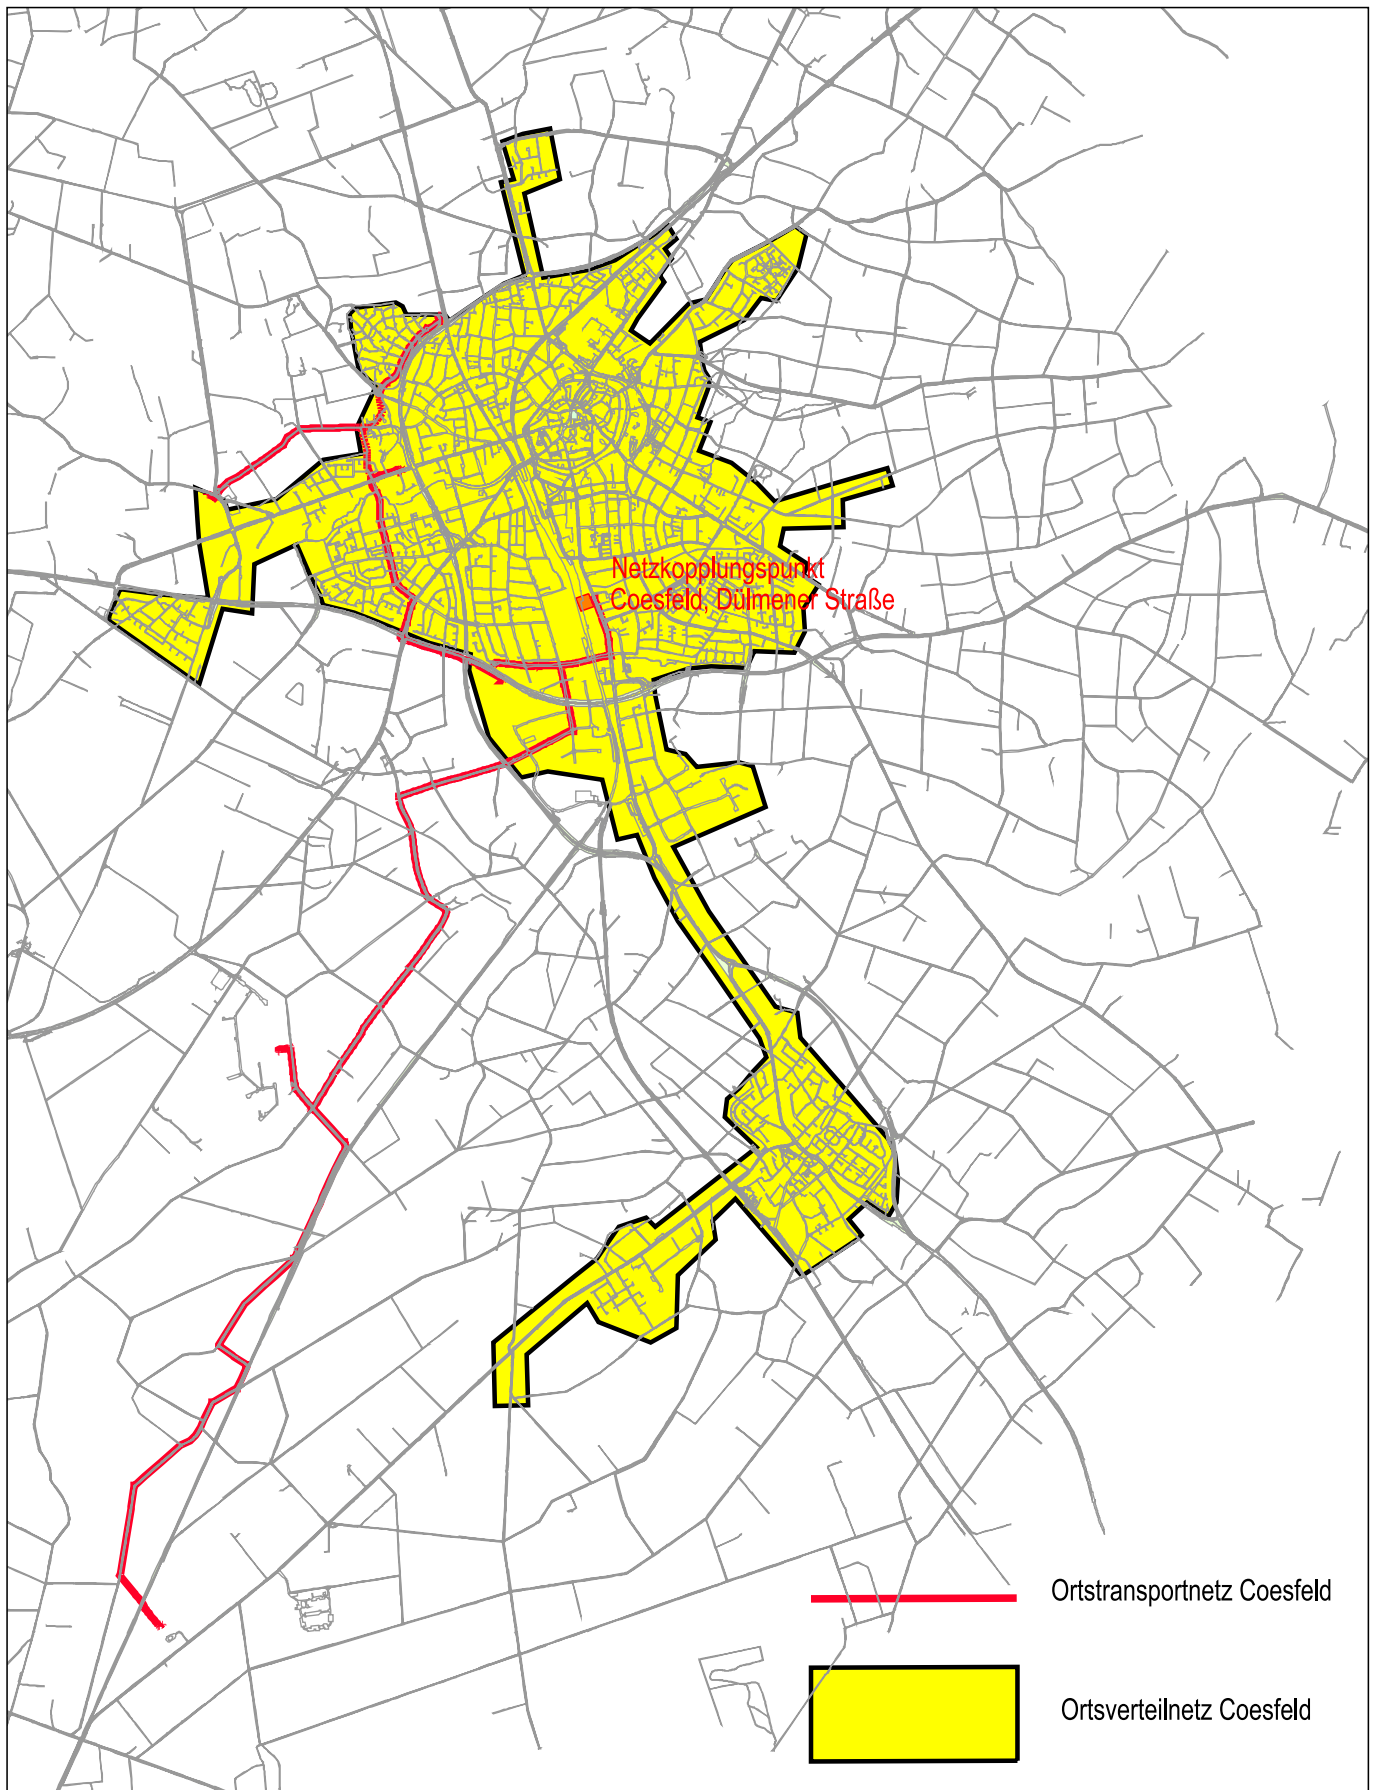 Netzkopplungspunkt
Coesfeld, Dülmener Straße
Ortstransportnetz Coesfeld
Ortsverteilnetz Coesfeld